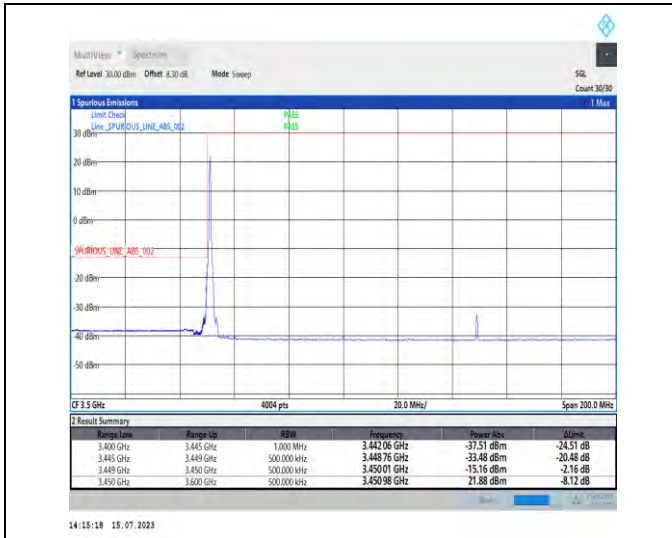 MultiView Spectrum
Ref Level 30.00 dBm Offset 8.30 dB Mode Sweep SGL
Count 30/30
1 Spurious Emissions 1 Max
Limit Check PASS
Line _SPURIOUS_LINE_ABS_002 PASS
30 dBm
20 dBm
10 dBm
0 dBm
SPURIOUS_LINE_ABS_002
-20 dBm
-30 dBm
-40 dBm
-50 dBm
CF 3.5 GHz 4004 pts 20.0 MHz/ Span 200.0 MHz
2 Result Summary
Range Low Range Up RBW Frequency Power Abs ΔLimit
3.400 GHz 3.445 GHz 1.000 MHz 3.44206 GHz -37.51 dBm -24.51 dB
3.445 GHz 3.449 GHz 500.000 kHz 3.44876 GHz -33.48 dBm -20.48 dB
3.449 GHz 3.450 GHz 500.000 kHz 3.45001 GHz -15.16 dBm -2.16 dB
3.450 GHz 3.600 GHz 500.000 kHz 3.45098 GHz 21.88 dBm -8.12 dB
14:15:18 15.07.2023